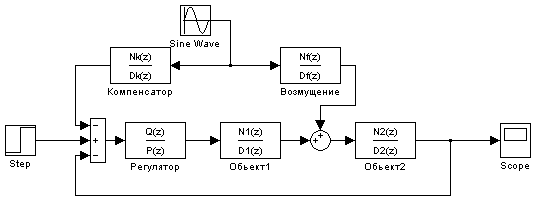 Sine Wave
Nk(z)
Dk(z)
Компенсатор
Nf(z)
Df(z)
Возмущение
−
+
−
+
+
Step
Q(z)
P(z)
Регулятор
N1(z)
D1(z)
Обьект1
N2(z)
D2(z)
Обьект2
Scope